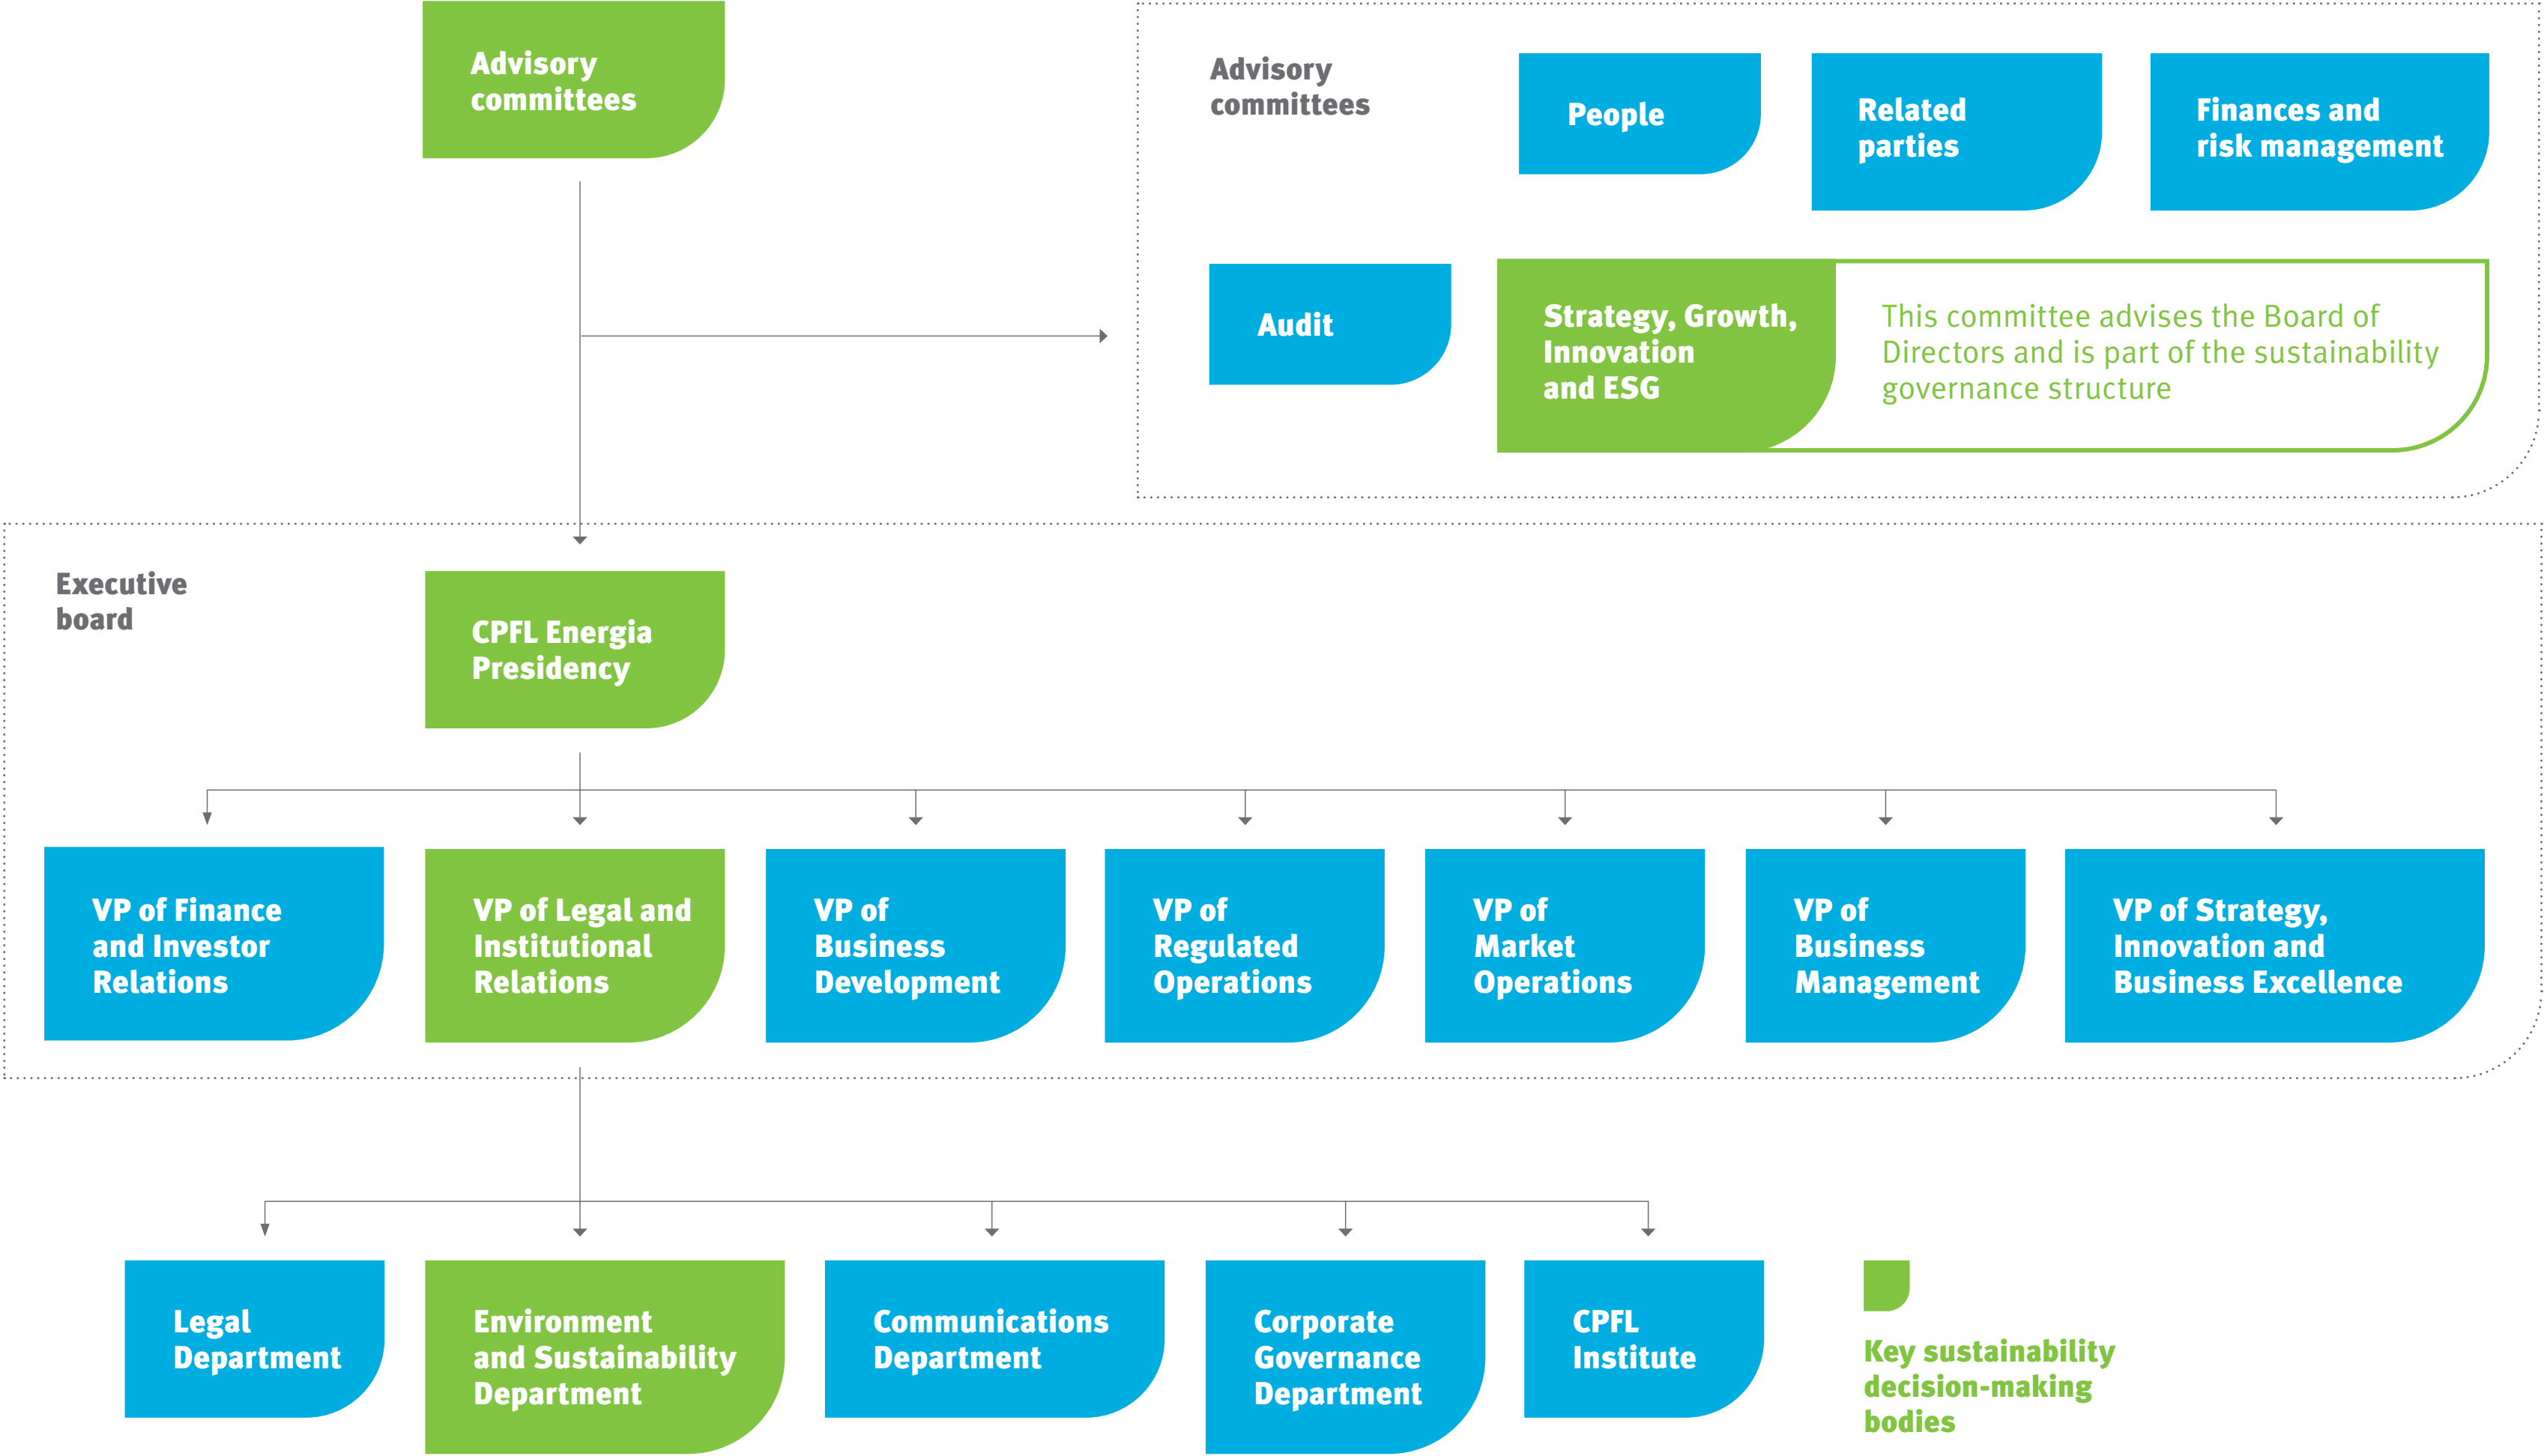 Advisory
committees
Advisory
committees
People
Related
parties
Finances and
risk management
Audit
Strategy, Growth,
Innovation
and ESG
This committee advises the Board of
Directors and is part of the sustainability
governance structure
Executive
board
CPFL Energia
Presidency
VP of Finance
and Investor
Relations
VP of Legal and
Institutional
Relations
VP of
Business
Development
VP of
Regulated
Operations
VP of
Market
Operations
VP of
Business
Management
VP of Strategy,
Innovation and
Business Excellence
Legal
Department
Environment
and Sustainability
Department
Communications
Department
Corporate
Governance
Department
CPFL
Institute
Key sustainability
decision-making
bodies